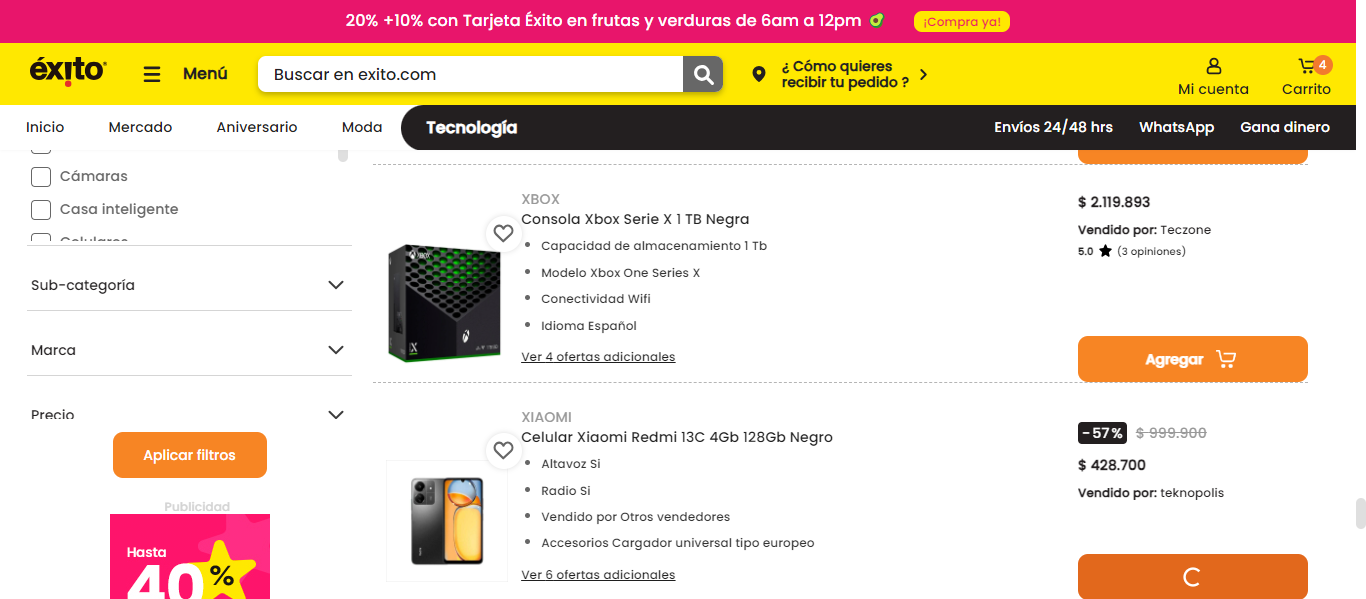 20% +10% con Tarjeta Éxito en frutas y verduras de 6am a 12pm
¡Compra ya!
éxito
Menú
Buscar en exito.com
¿ Cómo quieres
recibir tu pedido ?
Mi cuenta
4
Carrito
Inicio
Mercado
Aniversario
Moda
Tecnología
Envíos 24/48 hrs
WhatsApp
Gana dinero
Cámaras
Casa inteligente
Celulares
Sub-categoría
Marca
Precio
Aplicar filtros
Publicidad
Hasta
40%
XBOX
Consola Xbox Serie X 1 TB Negra
Capacidad de almacenamiento 1 Tb
Modelo Xbox One Series X
Conectividad Wifi
Idioma Español
Ver 4 ofertas adicionales
XBOX
X
$ 2.119.893
Vendido por: Teczone
5.0 (3 opiniones)
Agregar
XIAOMI
Celular Xiaomi Redmi 13C 4Gb 128Gb Negro
Altavoz Si
Radio Si
Vendido por Otros vendedores
Accesorios Cargador universal tipo europeo
Ver 6 ofertas adicionales
-57% $ 999.900
$ 428.700
Vendido por: teknopolis